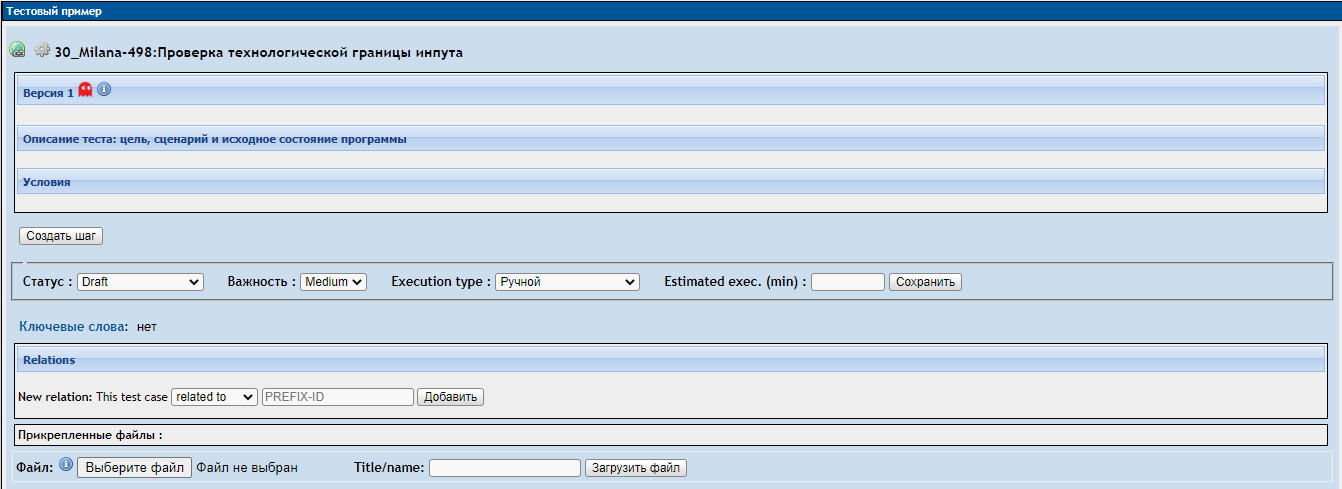 Тестовый пример
30_Milana-498:Проверка технологической границы инпута
Версия 1
Описание теста: цель, сценарий и исходное состояние программы
Условия
Создать шаг
Статус : Draft Важность : Medium Execution type : Ручной Estimated exec. (min) : Сохранить
Ключевые слова: нет
Relations
New relation: This test case related to PREFIX-ID Добавить
Прикрепленные файлы :
Файл: Выберите файл Файл не выбран Title/name: Загрузить файл